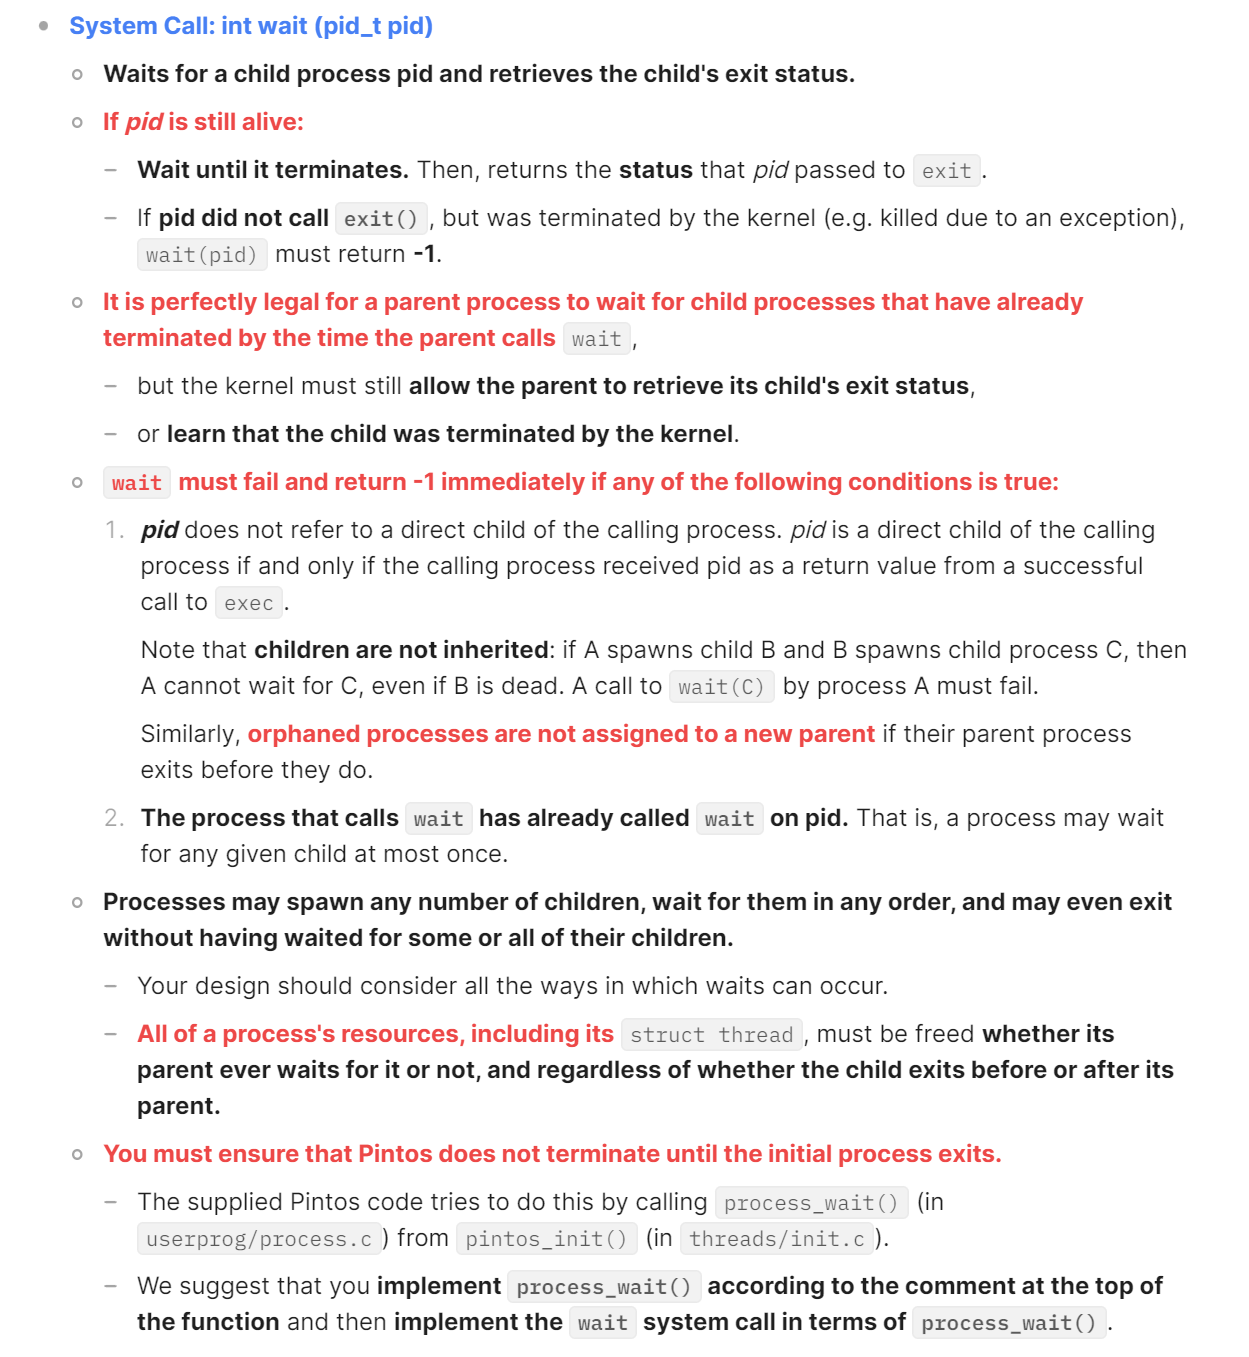 • System Call: int wait (pid_t pid)
○ Waits for a child process pid and retrieves the child's exit status.
○ If pid is still alive:
– Wait until it terminates. Then, returns the status that pid passed to exit.
– If pid did not call exit(), but was terminated by the kernel (e.g. killed due to an exception),
wait(pid) must return -1.
○ It is perfectly legal for a parent process to wait for child processes that have already
terminated by the time the parent calls wait,
– but the kernel must still allow the parent to retrieve its child's exit status,
– or learn that the child was terminated by the kernel.
○ wait must fail and return -1 immediately if any of the following conditions is true:
1. pid does not refer to a direct child of the calling process. pid is a direct child of the calling
process if and only if the calling process received pid as a return value from a successful
call to exec.
Note that children are not inherited: if A spawns child B and B spawns child process C, then
A cannot wait for C, even if B is dead. A call to wait(C) by process A must fail.
Similarly, orphaned processes are not assigned to a new parent if their parent process
exits before they do.
2. The process that calls wait has already called wait on pid. That is, a process may wait
for any given child at most once.
○ Processes may spawn any number of children, wait for them in any order, and may even exit
without having waited for some or all of their children.
– Your design should consider all the ways in which waits can occur.
– All of a process's resources, including its struct thread, must be freed whether its
parent ever waits for it or not, and regardless of whether the child exits before or after its
parent.
○ You must ensure that Pintos does not terminate until the initial process exits.
– The supplied Pintos code tries to do this by calling process_wait() (in
userprog/process.c) from pintos_init() (in threads/init.c).
– We suggest that you implement process_wait() according to the comment at the top of
the function and then implement the wait system call in terms of process_wait().